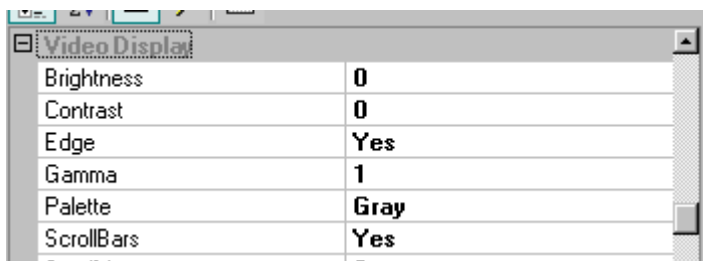 Video Display
Brightness 0
Contrast 0
Edge Yes
Gamma 1
Palette Gray
ScrollBars Yes